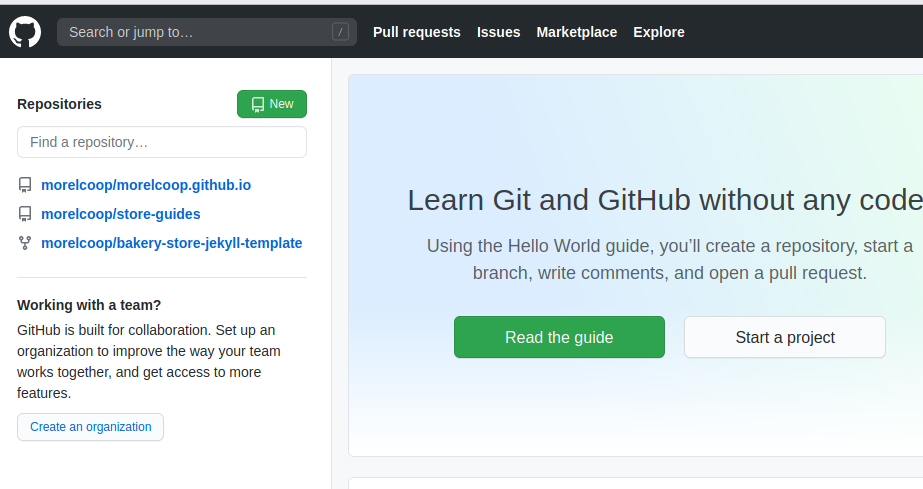 Search or jump to…
/
Pull requests
Issues
Marketplace
Explore
Repositories
New
Find a repository…
morelcoop/morelcoop.github.io
morelcoop/store-guides
morelcoop/bakery-store-jekyll-template
Working with a team?
GitHub is built for collaboration. Set up an
organization to improve the way your team
works together, and get access to more
features.
Create an organization
Learn Git and GitHub without any code
Using the Hello World guide, you’ll create a repository, start a
branch, write comments, and open a pull request.
Read the guide
Start a project